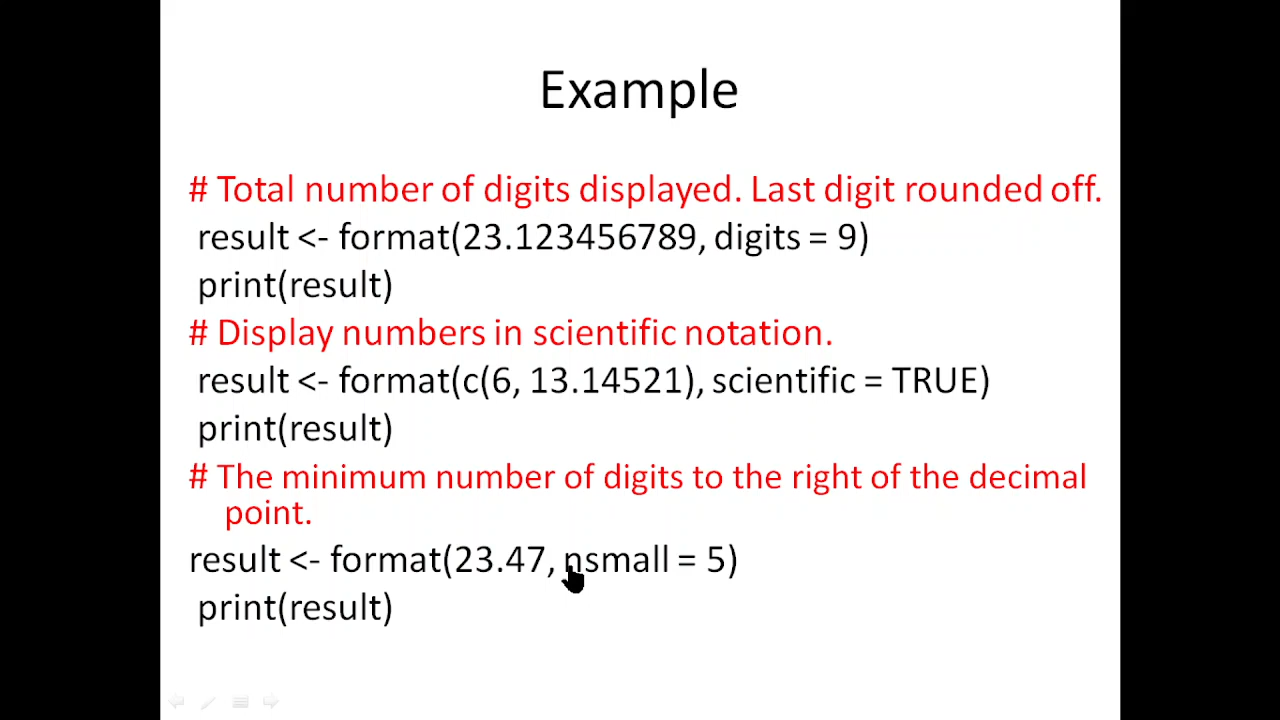 Example
# Total number of digits displayed. Last digit rounded off.
result <- format(23.123456789, digits = 9)
print(result)
# Display numbers in scientific notation.
result <- format(c(6, 13.14521), scientific = TRUE)
print(result)
# The minimum number of digits to the right of the decimal
point.
result <- format(23.47, nsmall = 5)
print(result)